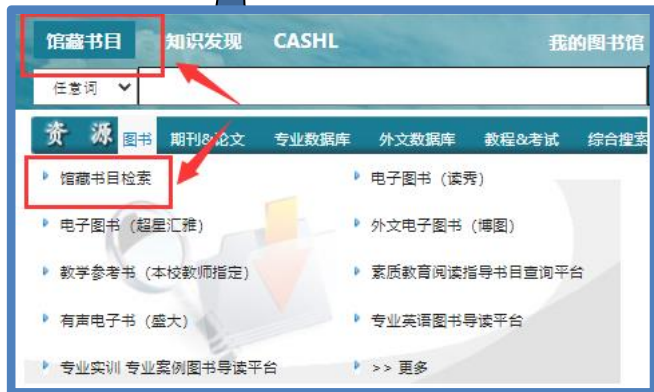 馆藏书目 知识发现 CASHL 我的图书馆
任意词
资 源 图书 期刊&论文 专业数据库 外文数据库 教程&考试 综合搜索
馆藏书目检索 电子图书（读秀）
电子图书（超星汇雅） 外文电子图书（博图）
教学参考书（本校教师指定） 素质教育阅读指导书目查询平台
有声电子书（盛大） 专业英语图书导读平台
专业实训 专业案例图书导读平台 >> 更多